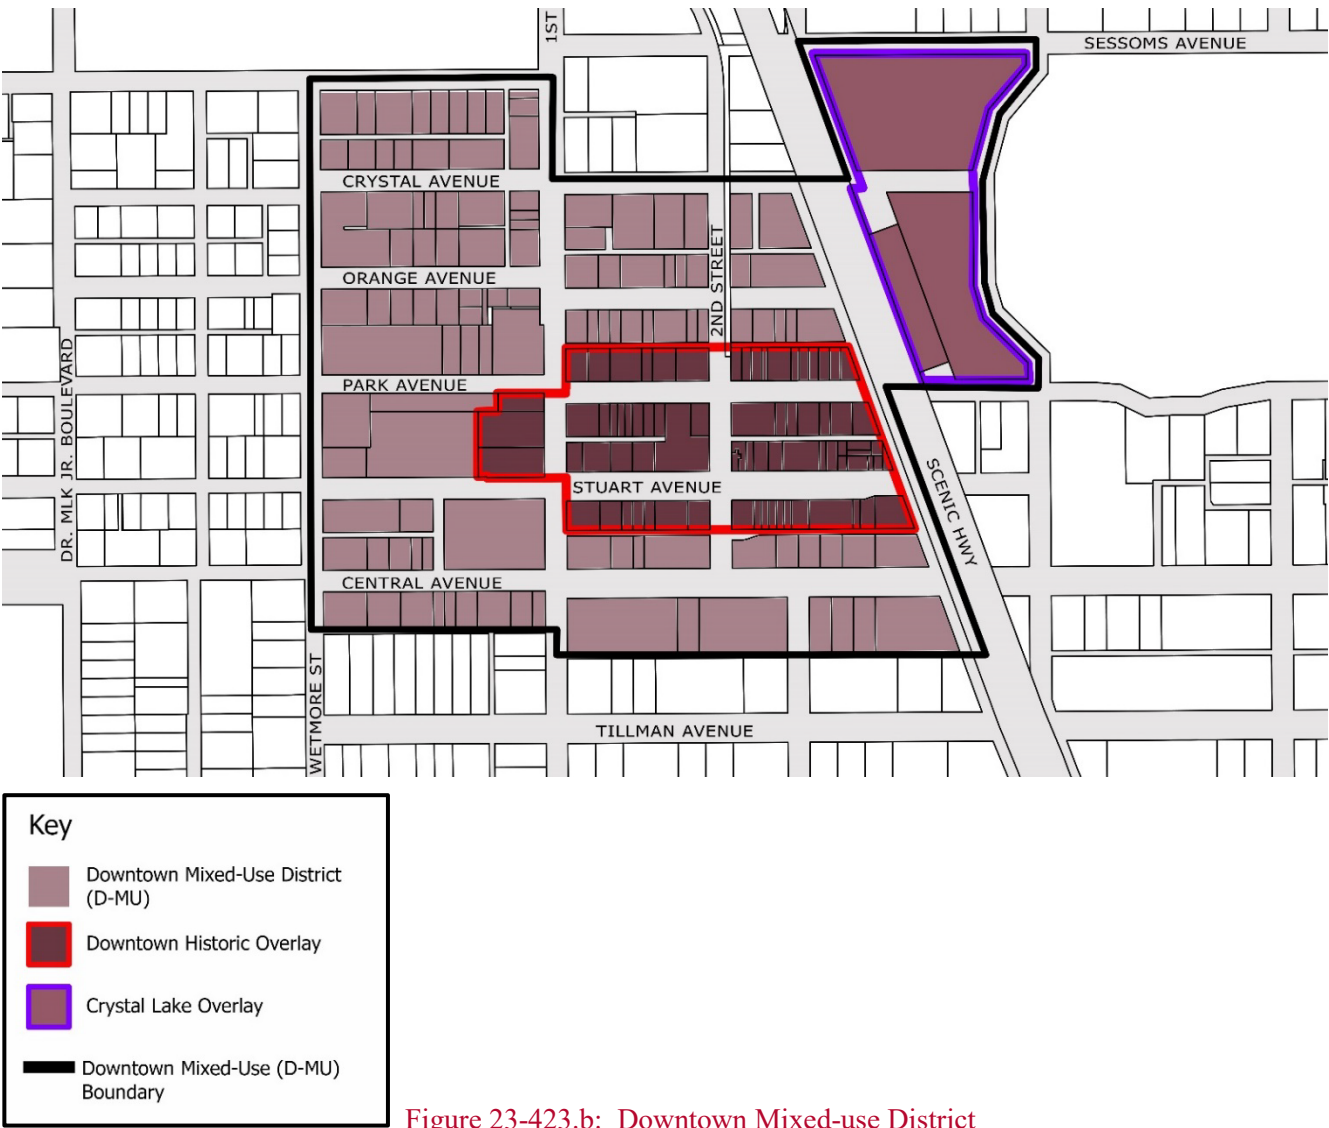 1ST
SESSOMS AVENUE
CRYSTAL AVENUE
2ND STREET
ORANGE AVENUE
DR. MLK JR. BOULEVARD
PARK AVENUE
STUART AVENUE
SCENIC HWY
CENTRAL AVENUE
WETMORE ST
TILLMAN AVENUE
Key
Downtown Mixed-Use District
(D-MU)
Downtown Historic Overlay
Crystal Lake Overlay
Downtown Mixed-Use (D-MU)
Boundary
Figure 23-423.b: Downtown Mixed-use District